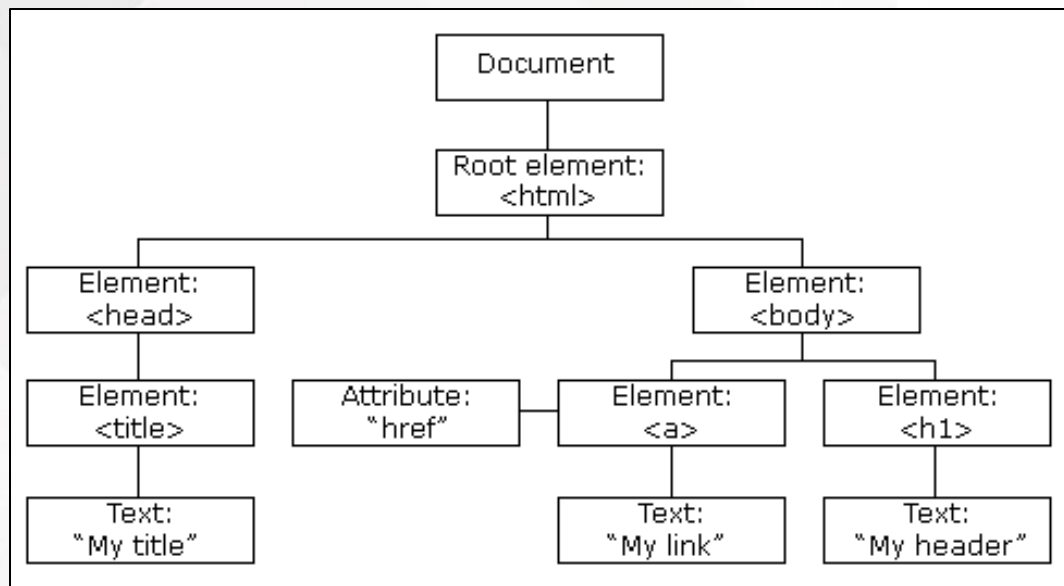 Document
Root element:
<html>
Element:
<head>
Element:
<body>
Element:
<title>
Attribute:
“href”
Element:
<a>
Element:
<h1>
Text:
“My title”
Text:
“My link”
Text:
“My header”